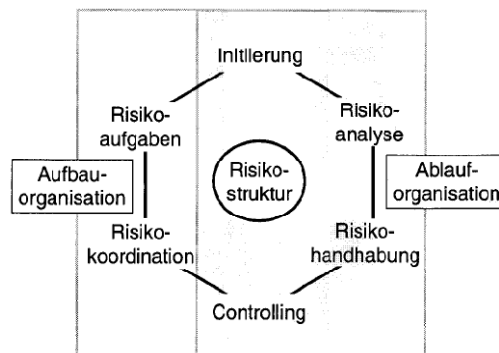 Initiierung
Risiko-
aufgaben
Risiko-
analyse
Aufbau-
organisation
Risiko-
struktur
Ablauf-
organisation
Risiko-
koordination
Risiko-
handhabung
Controlling